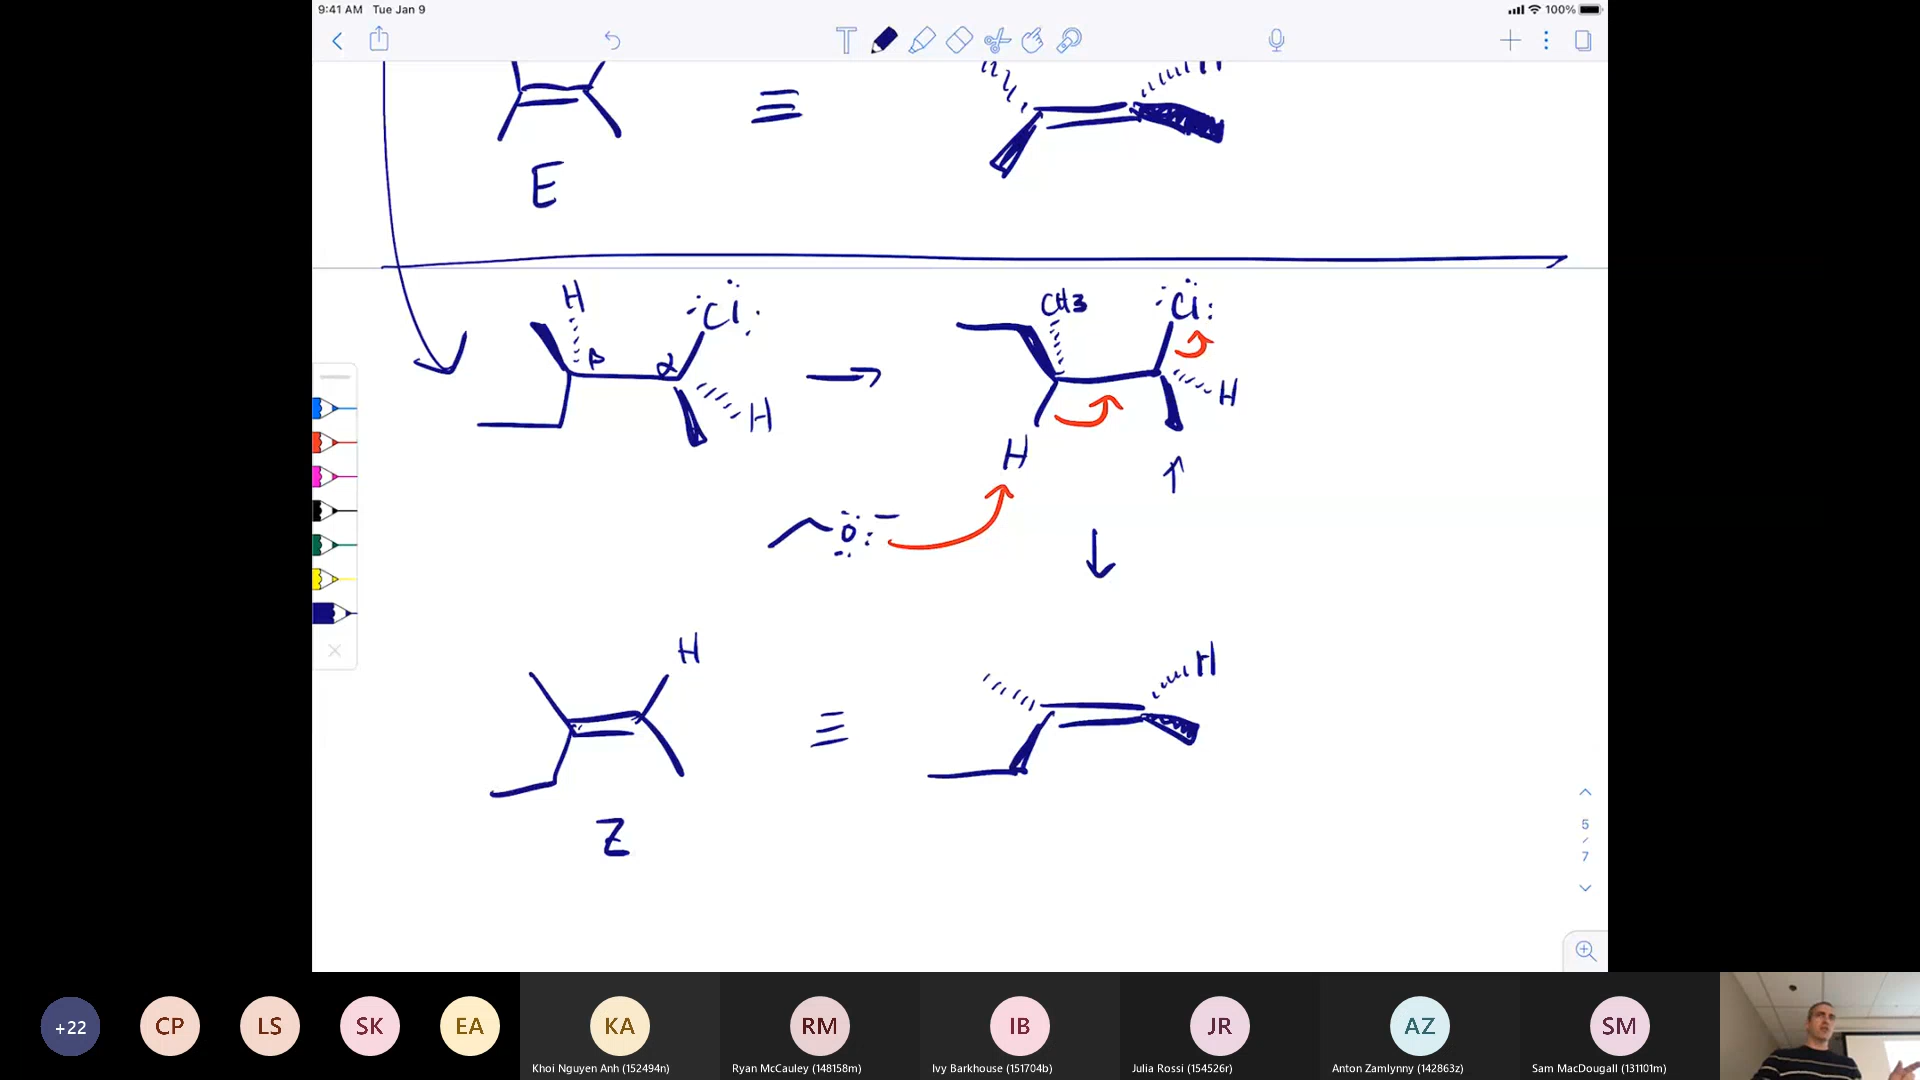 9:41 AM Tue Jan 9
100%
T
H
E
≡
H
Cl
β
α
H
CH3
Cl
H
H
O
H
H
≡
Z
5
7
+22
CP
LS
SK
EA
KA
RM
IB
JR
AZ
SM
Khoi Nguyen Anh (152494n)
Ryan McCauley (148158m)
Ivy Barkhouse (151704b)
Julia Rossi (154526r)
Anton Zamlynny (142863z)
Sam MacDougall (131101m)